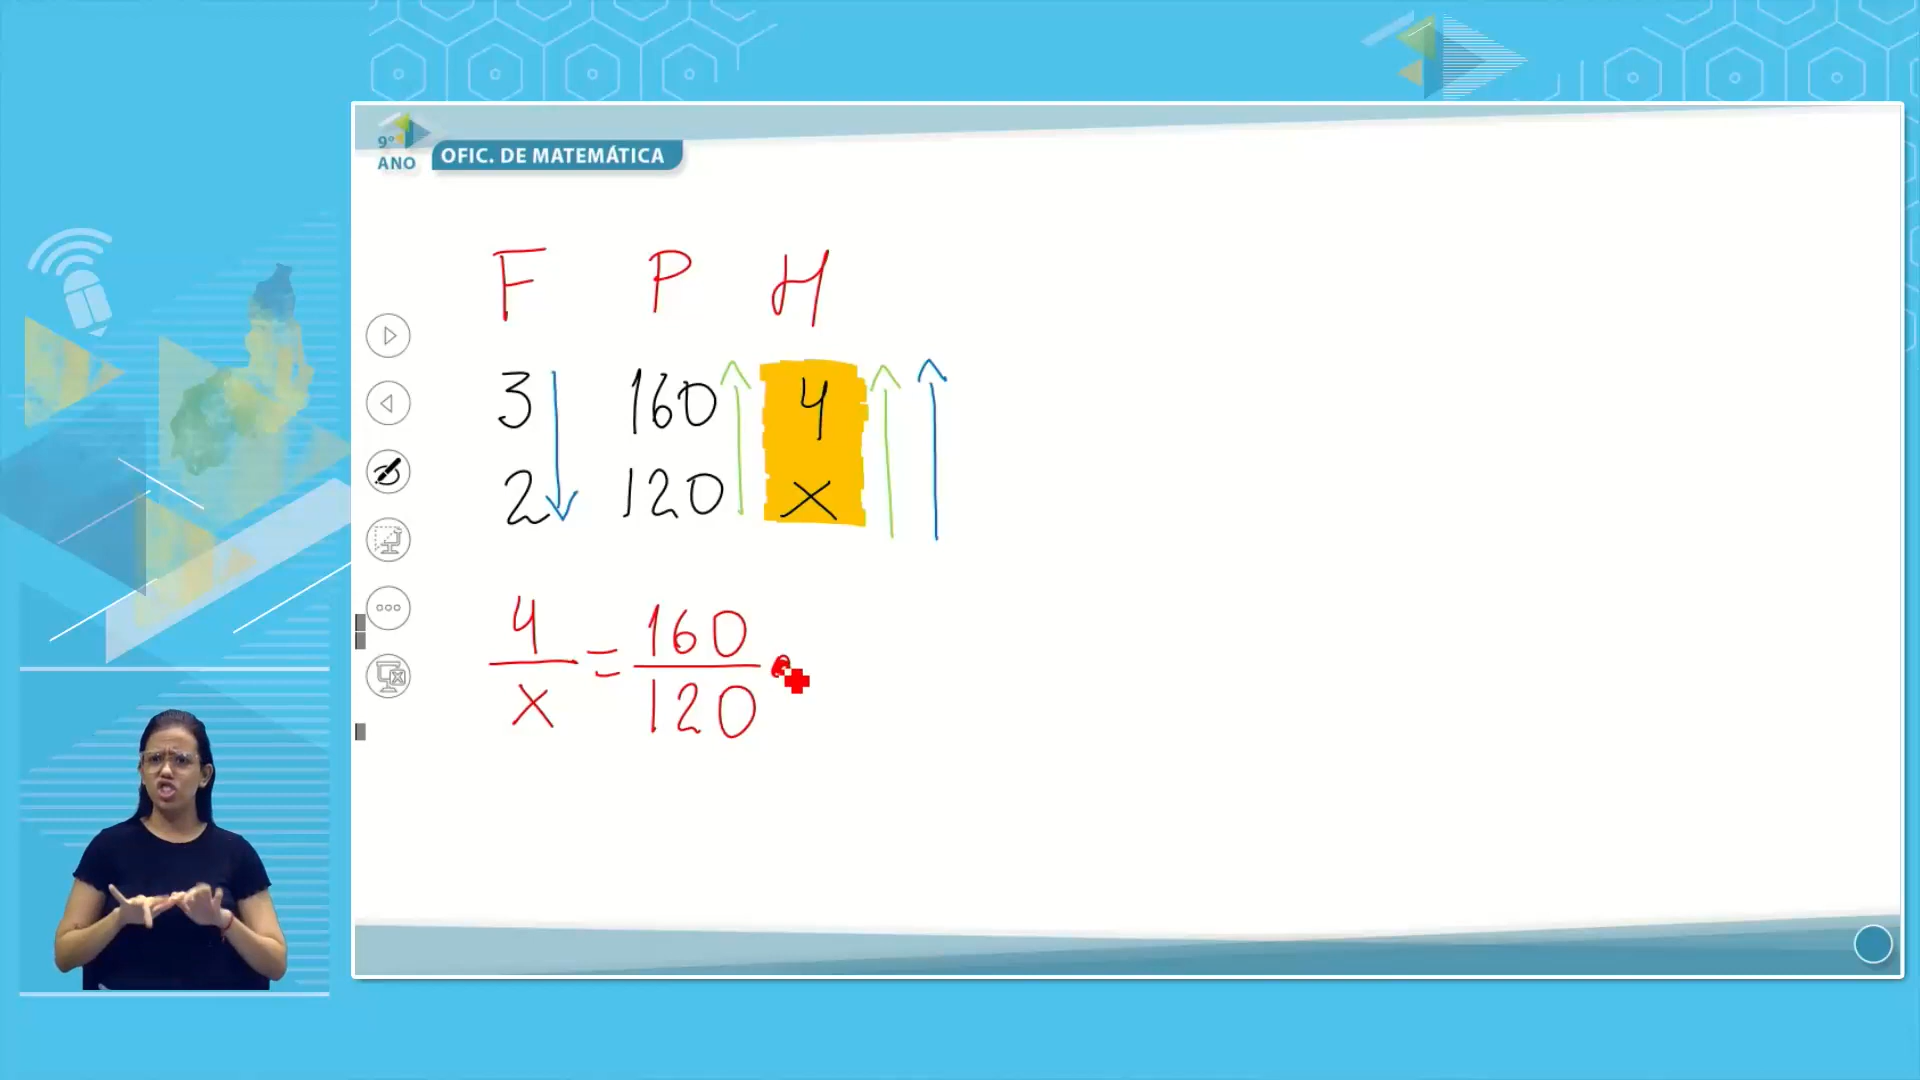 9º
ANO
OFIC. DE MATEMÁTICA
F P H
3 160 4
2 120 x
4/x = 160/120 •